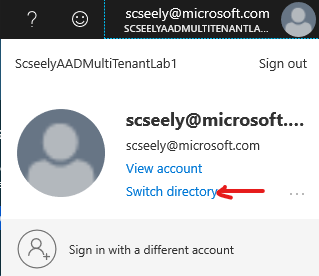 scseely@microsoft.com
SCSEELYAADMULTITENANTLA...
ScseelyAADMultiTenantLab1
Sign out
scseely@microsoft....
scseely@microsoft.com
View account
Switch directory
...
Sign in with a different account